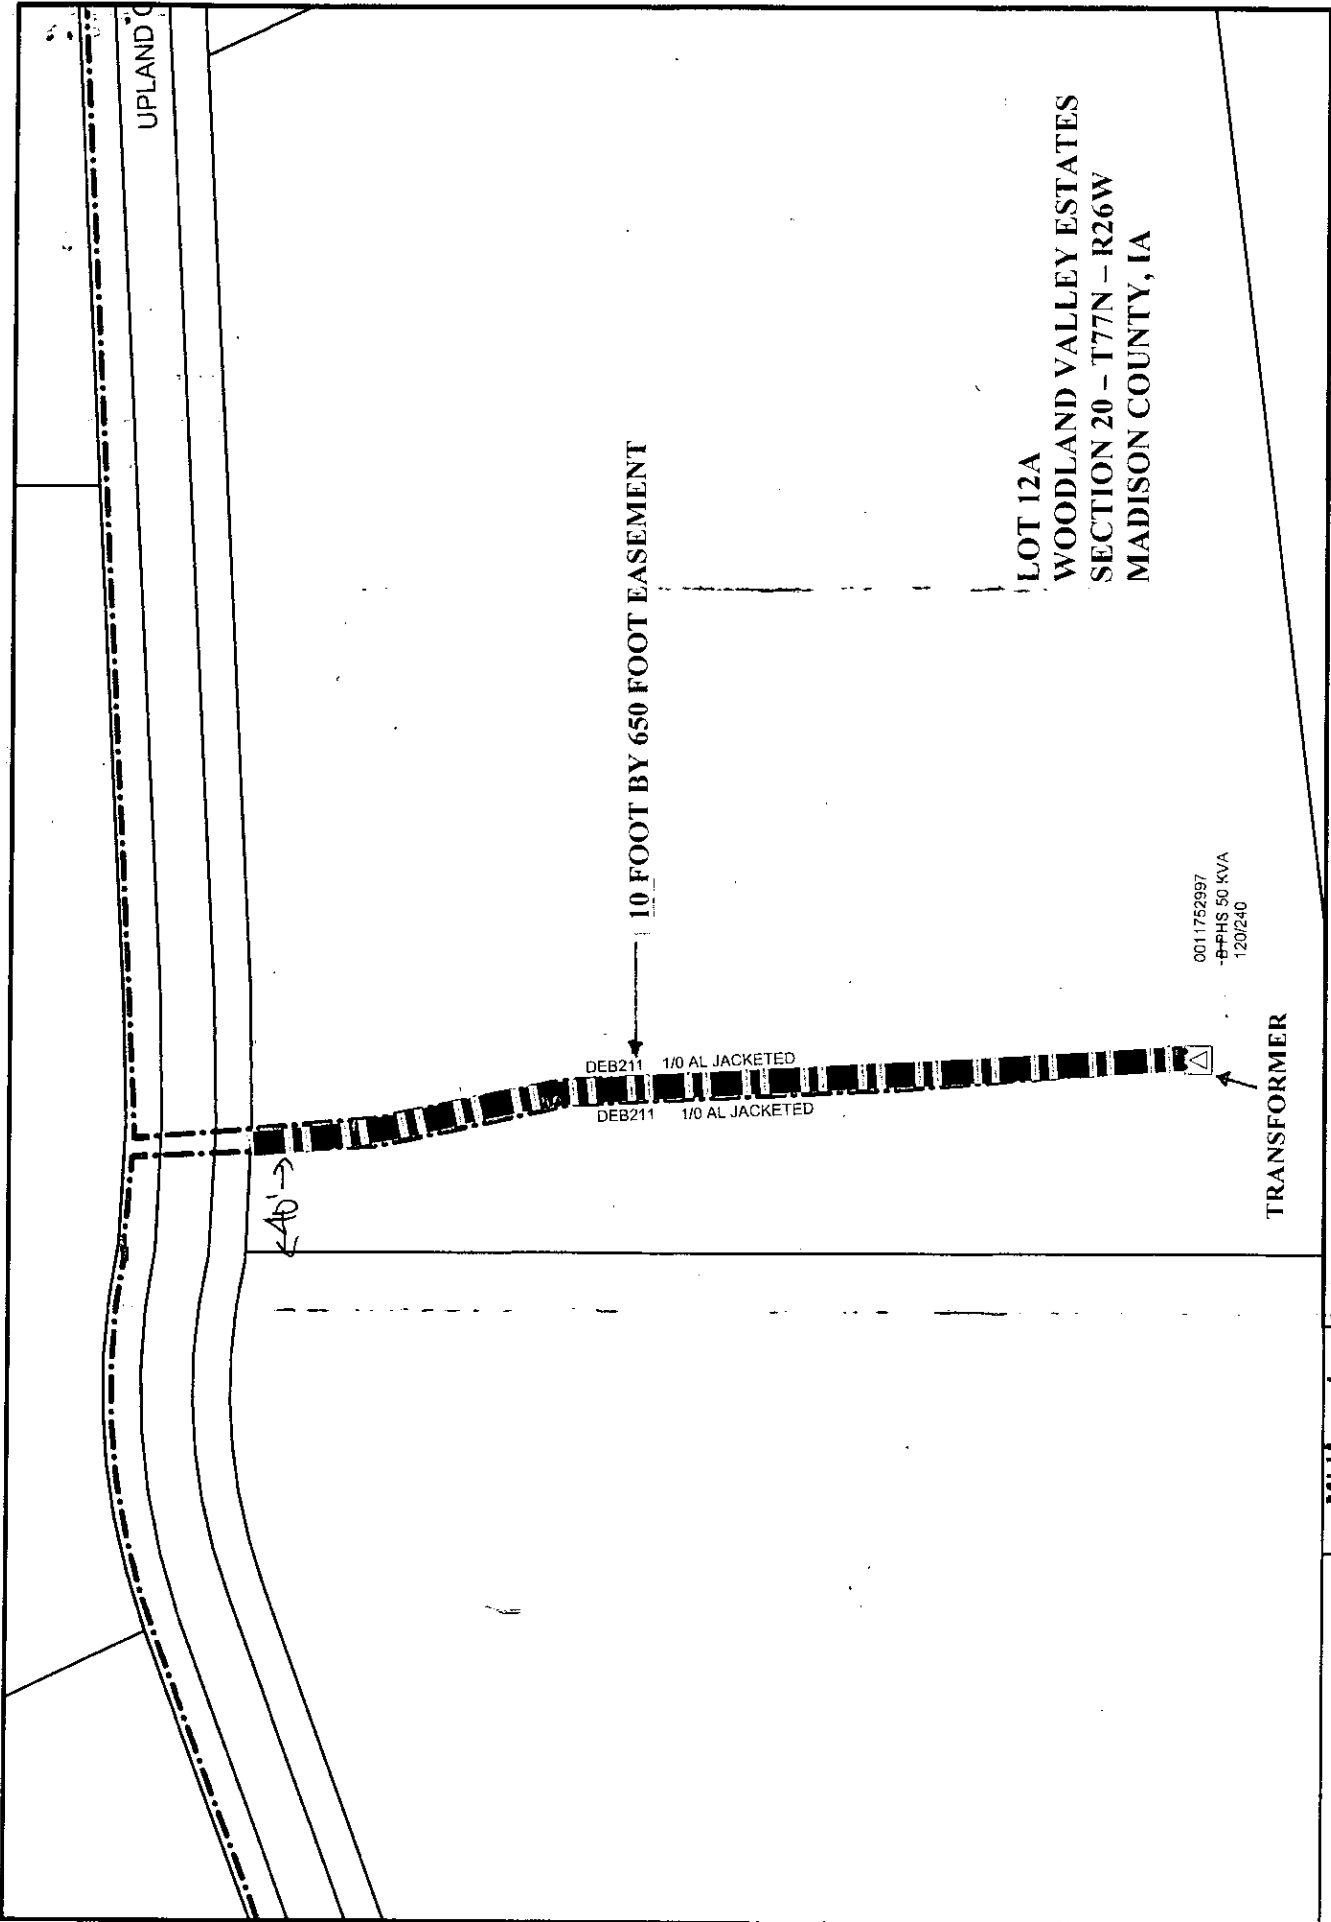 UPLAND C
10 FOOT BY 650 FOOT EASEMENT
LOT 12A
WOODLAND VALLEY ESTATES
SECTION 20 – T77N – R26W
MADISON COUNTY, IA
DEB211 1/0 AL JACKETED
DEB211 1/0 AL JACKETED
40'
0011752997
-B-PHS 50 KVA
120/240
TRANSFORMER